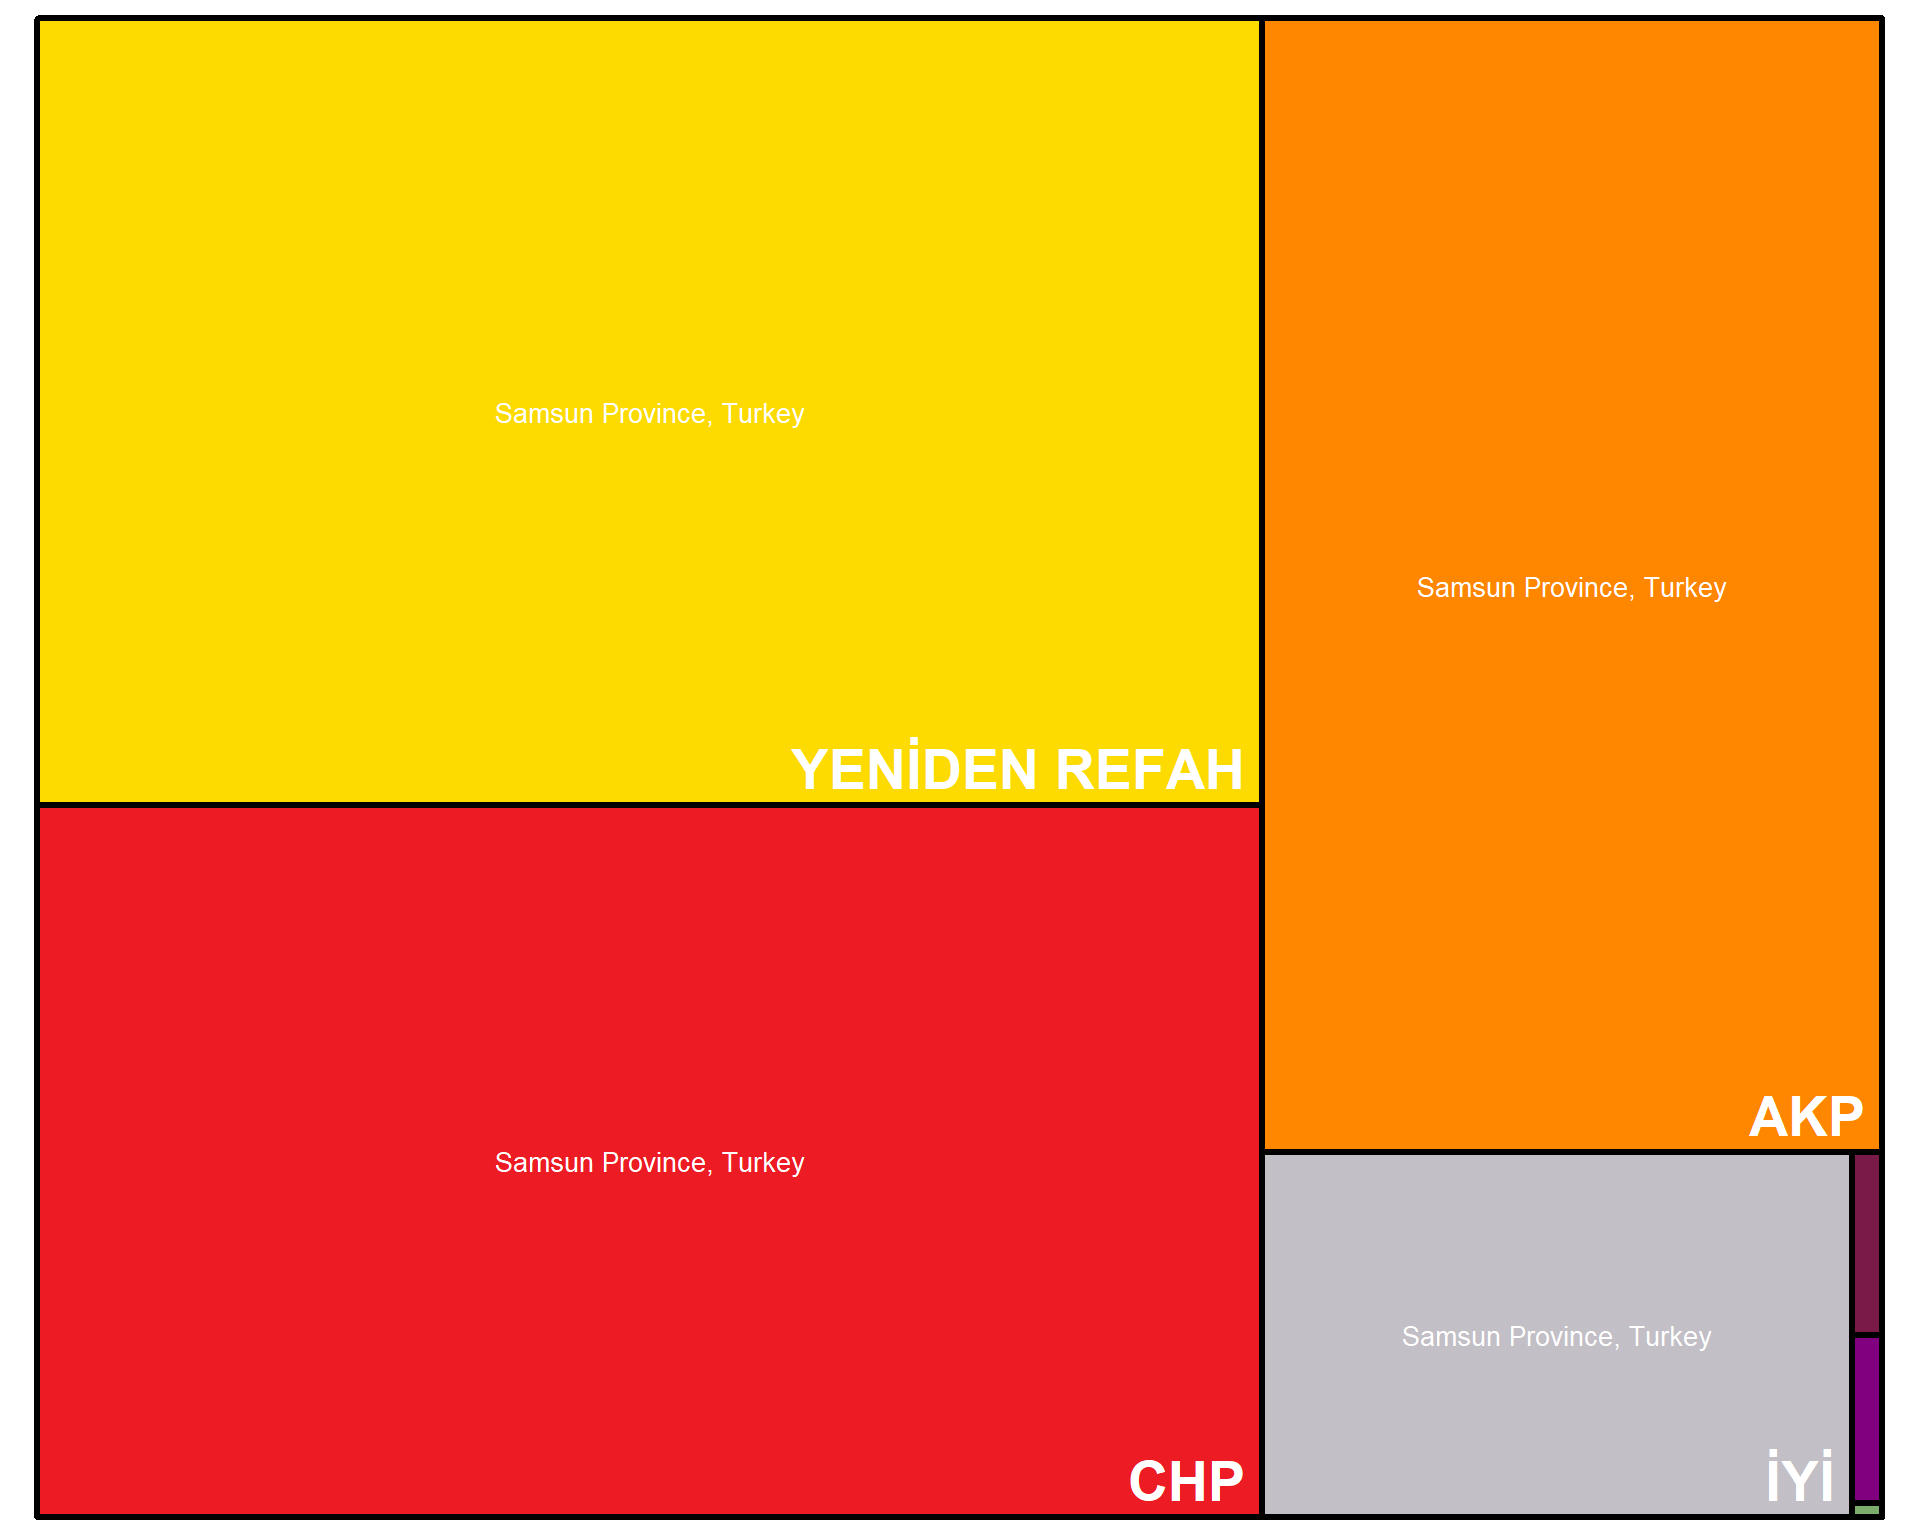 Samsun Province, Turkey
YENİDEN REFAH
Samsun Province, Turkey
AKP
Samsun Province, Turkey
CHP
Samsun Province, Turkey
İYİ